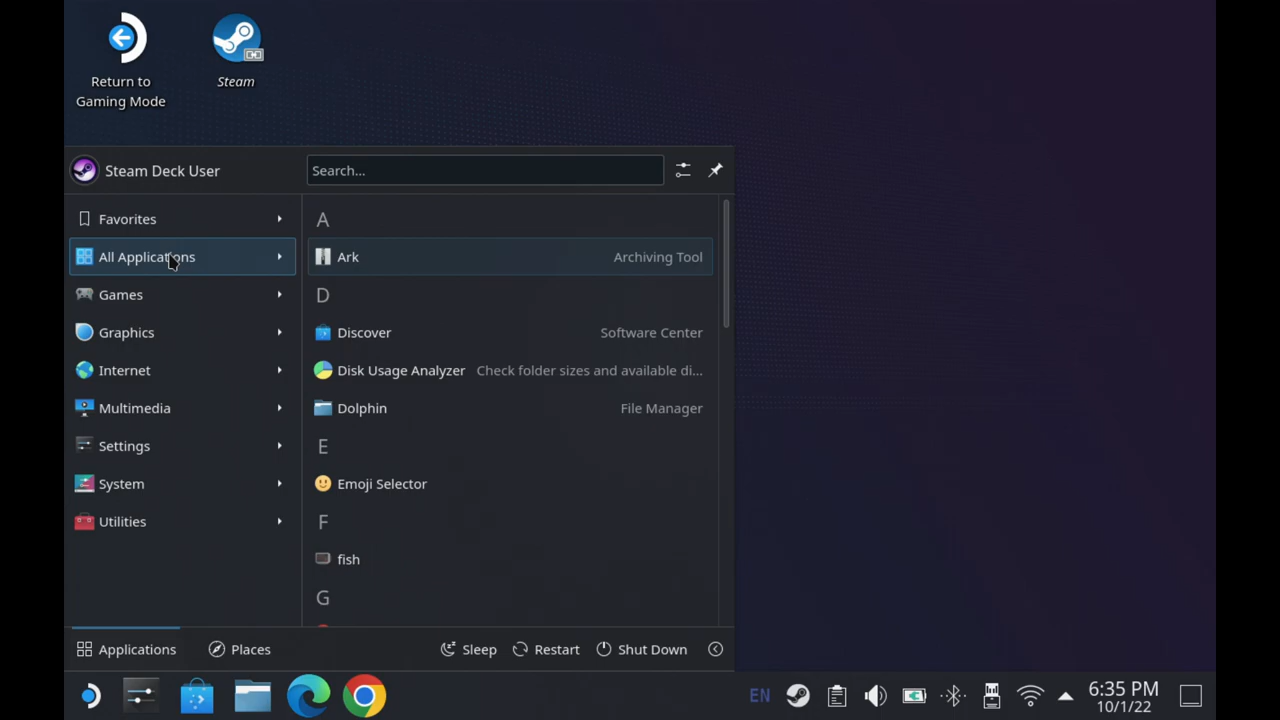 Return to
Gaming Mode
Steam
Steam Deck User
Search...
Favorites
All Applications
Games
Graphics
Internet
Multimedia
Settings
System
Utilities
A
Ark Archiving Tool
D
Discover Software Center
Disk Usage Analyzer Check folder sizes and available di...
Dolphin File Manager
E
Emoji Selector
F
fish
G
Applications
Places
Sleep
Restart
Shut Down
EN
6:35 PM
10/1/22